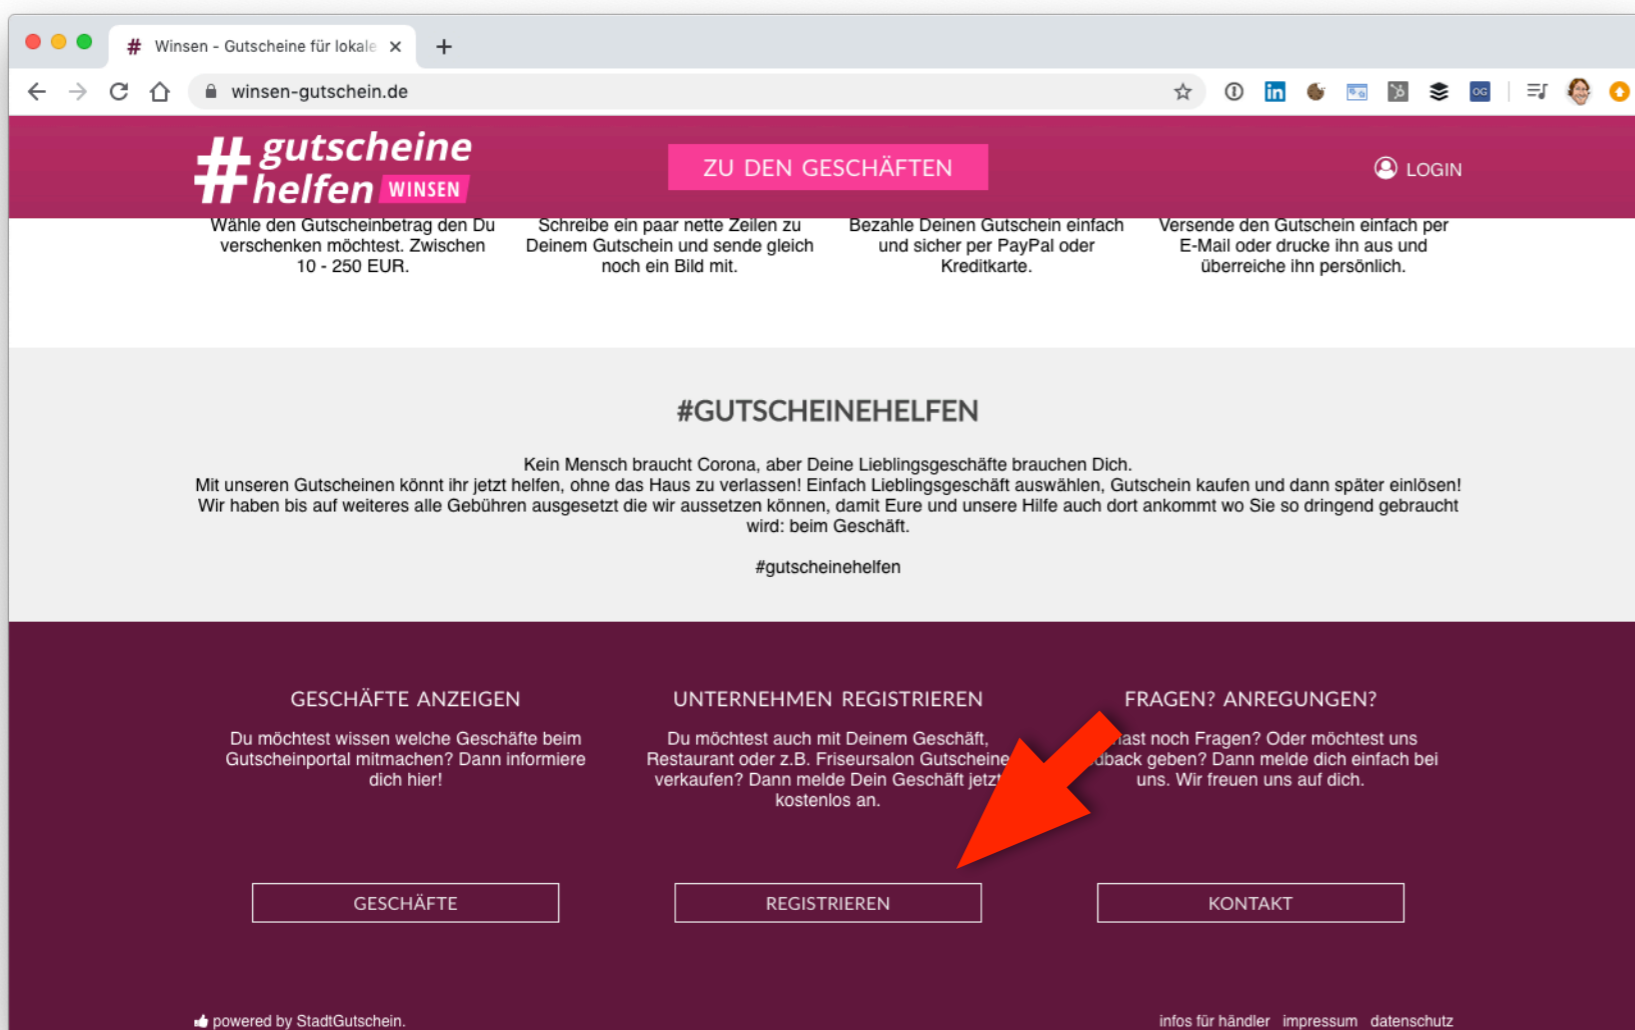 # Winsen - Gutscheine für lokale
winsen-gutschein.de
# gutscheine
helfen WINSEN
ZU DEN GESCHÄFTEN
LOGIN
Wähle den Gutscheinbetrag den Du
verschenken möchtest. Zwischen
10 - 250 EUR.
Schreibe ein paar nette Zeilen zu
Deinem Gutschein und sende gleich
noch ein Bild mit.
Bezahle Deinen Gutschein einfach
und sicher per PayPal oder
Kreditkarte.
Versende den Gutschein einfach per
E-Mail oder drucke ihn aus und
überreiche ihn persönlich.
#GUTSCHEINEHELFEN
Kein Mensch braucht Corona, aber Deine Lieblingsgeschäfte brauchen Dich.
Mit unseren Gutscheinen könnt ihr jetzt helfen, ohne das Haus zu verlassen! Einfach Lieblingsgeschäft auswählen, Gutschein kaufen und dann später einlösen!
Wir haben bis auf weiteres alle Gebühren ausgesetzt die wir aussetzen können, damit Eure und unsere Hilfe auch dort ankommt wo Sie so dringend gebraucht
wird: beim Geschäft.
#gutscheinehelfen
GESCHÄFTE ANZEIGEN
Du möchtest wissen welche Geschäfte beim
Gutscheinportal mitmachen? Dann informiere
dich hier!
GESCHÄFTE
UNTERNEHMEN REGISTRIEREN
Du möchtest auch mit Deinem Geschäft,
Restaurant oder z.B. Friseursalon Gutscheine
verkaufen? Dann melde Dein Geschäft jetzt
kostenlos an.
REGISTRIEREN
FRAGEN? ANREGUNGEN?
hast noch Fragen? Oder möchtest uns
dback geben? Dann melde dich einfach bei
uns. Wir freuen uns auf dich.
KONTAKT
powered by StadtGutschein.
infos für händler impressum datenschutz